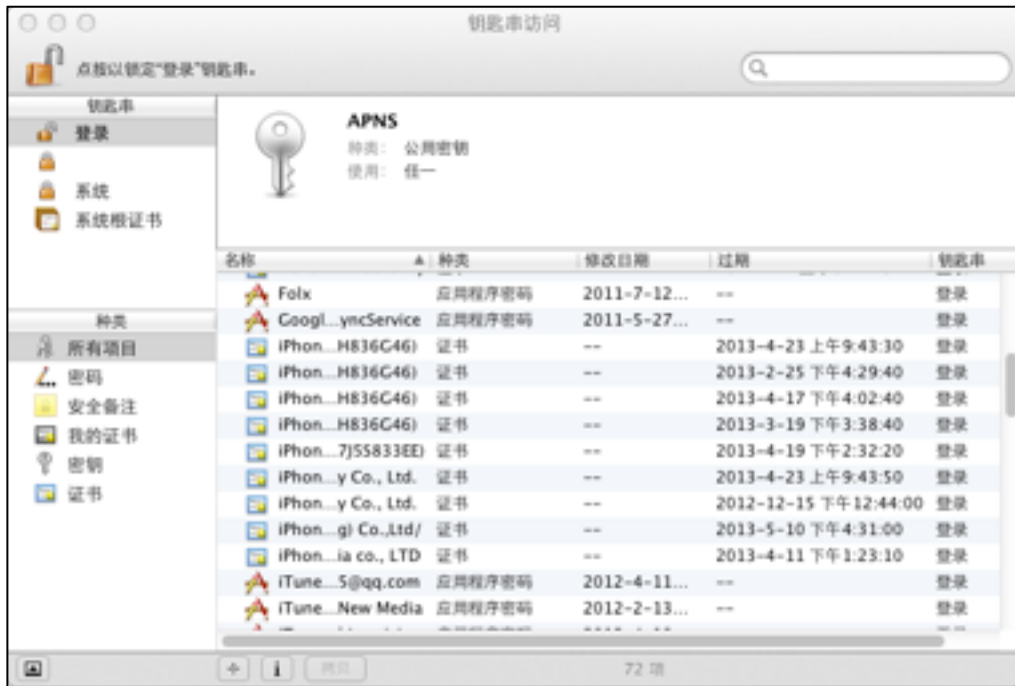 钥匙串访问
点按以锁定“登录”钥匙串。
钥匙串
登录
系统
系统根证书
APNS
种类： 公用密钥
使用： 任一
名称 种类 修改日期 过期 钥匙串
Folx 应用程序密码 2011-7-12... -- 登录
Googl...yncService 应用程序密码 2011-5-27... -- 登录
iPhon...H836G46) 证书 -- 2013-4-23 上午9:43:30 登录
iPhon...H836G46) 证书 -- 2013-2-25 下午4:29:40 登录
iPhon...H836G46) 证书 -- 2013-4-17 下午4:02:40 登录
iPhon...H836G46) 证书 -- 2013-3-19 下午3:38:40 登录
iPhon...7J55833EE) 证书 -- 2013-4-19 下午2:32:20 登录
iPhon...y Co., Ltd. 证书 -- 2013-4-23 上午9:43:50 登录
iPhon...y Co., Ltd. 证书 -- 2012-12-15 下午12:44:00 登录
iPhon...g) Co.,Ltd/ 证书 -- 2013-5-10 下午4:31:00 登录
iPhon...ia co., LTD 证书 -- 2013-4-11 下午1:23:10 登录
iTune...5@qq.com 应用程序密码 2012-4-11... -- 登录
iTune...New Media 应用程序密码 2012-2-13... -- 登录
种类
所有项目
密码
安全备注
我的证书
密钥
证书
拷贝
72 项